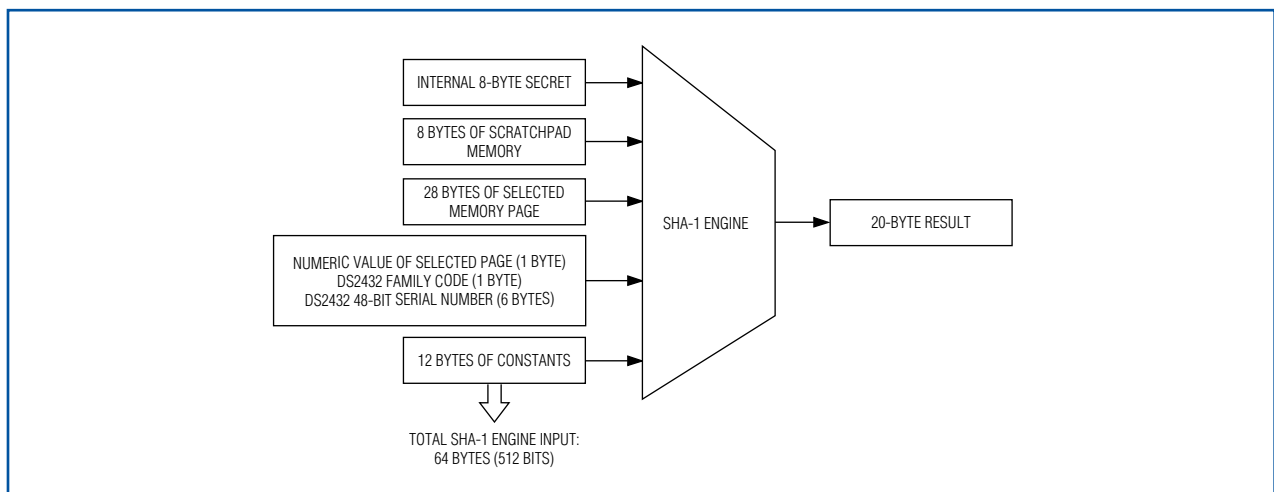 INTERNAL 8-BYTE SECRET
8 BYTES OF SCRATCHPAD
MEMORY
28 BYTES OF SELECTED
MEMORY PAGE
NUMERIC VALUE OF SELECTED PAGE (1 BYTE)
DS2432 FAMILY CODE (1 BYTE)
DS2432 48-BIT SERIAL NUMBER (6 BYTES)
12 BYTES OF CONSTANTS
TOTAL SHA-1 ENGINE INPUT:
64 BYTES (512 BITS)
SHA-1 ENGINE
20-BYTE RESULT